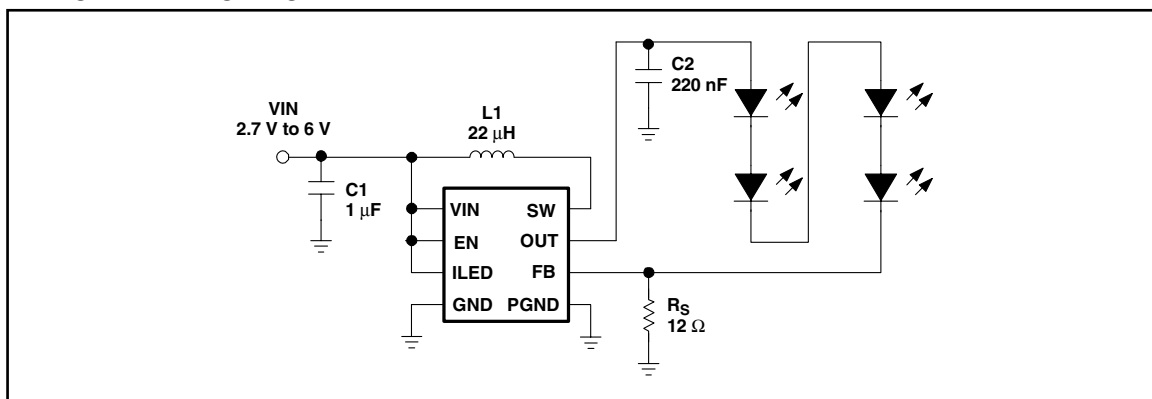 VIN
2.7 V to 6 V
C1
1 μF
L1
22 μH
VIN
EN
ILED
GND
SW
OUT
FB
PGND
C2
220 nF
RS
12 Ω